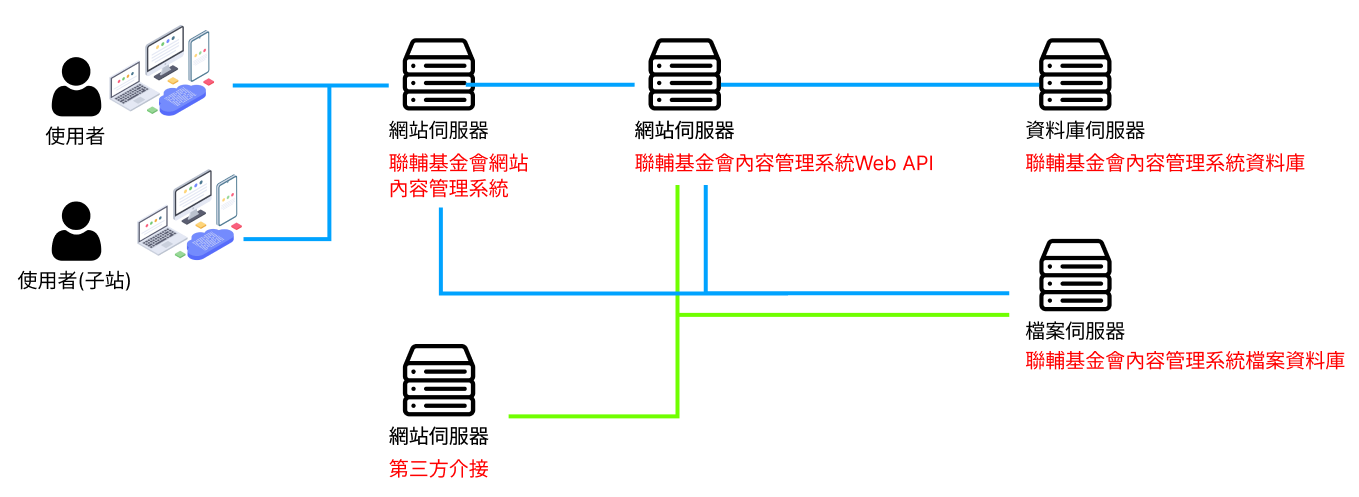 使用者
使用者(子站)
網站伺服器
聯輔基金會網站
內容管理系統
網站伺服器
聯輔基金會內容管理系統Web API
資料庫伺服器
聯輔基金會內容管理系統資料庫
檔案伺服器
聯輔基金會內容管理系統檔案資料庫
網站伺服器
第三方介接